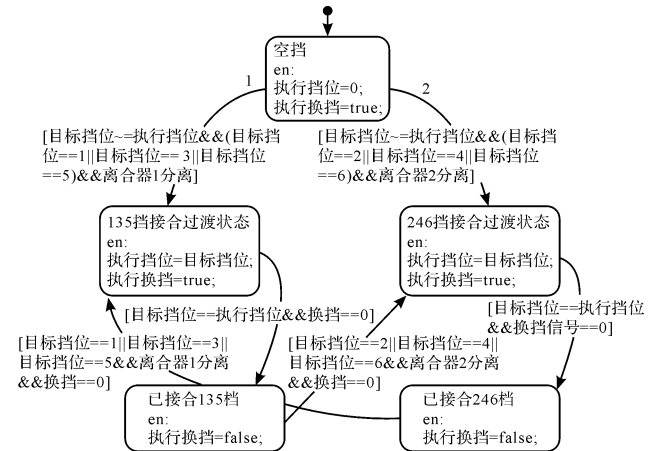 空挡
en:
执行挡位=0;
执行换挡=true;
1
2
[目标挡位~=执行挡位&&(目标挡
位==1||目标挡位==3||目标挡位
==5)&&离合器1分离]
[目标挡位~=执行挡位&&(目标挡
位==2||目标挡位==4||目标挡位
==6)&&离合器2分离]
135挡接合过渡状态
en:
执行挡位=目标挡位;
执行换挡=true;
246挡接合过渡状态
en:
执行挡位=目标挡位;
执行换挡=true;
[目标挡位==执行挡位&&换挡==0]
[目标挡位==执行挡位
&&换挡信号==0]
[目标挡位==1||目标挡位==3||
目标挡位==5&&离合器1分离
&&换挡==0]
[目标挡位==2||目标挡位==4||
目标挡位==6&&离合器2分离
&&换挡==0]
已接合135档
en:
执行换挡=false;
已接合246档
en:
执行换挡=false;